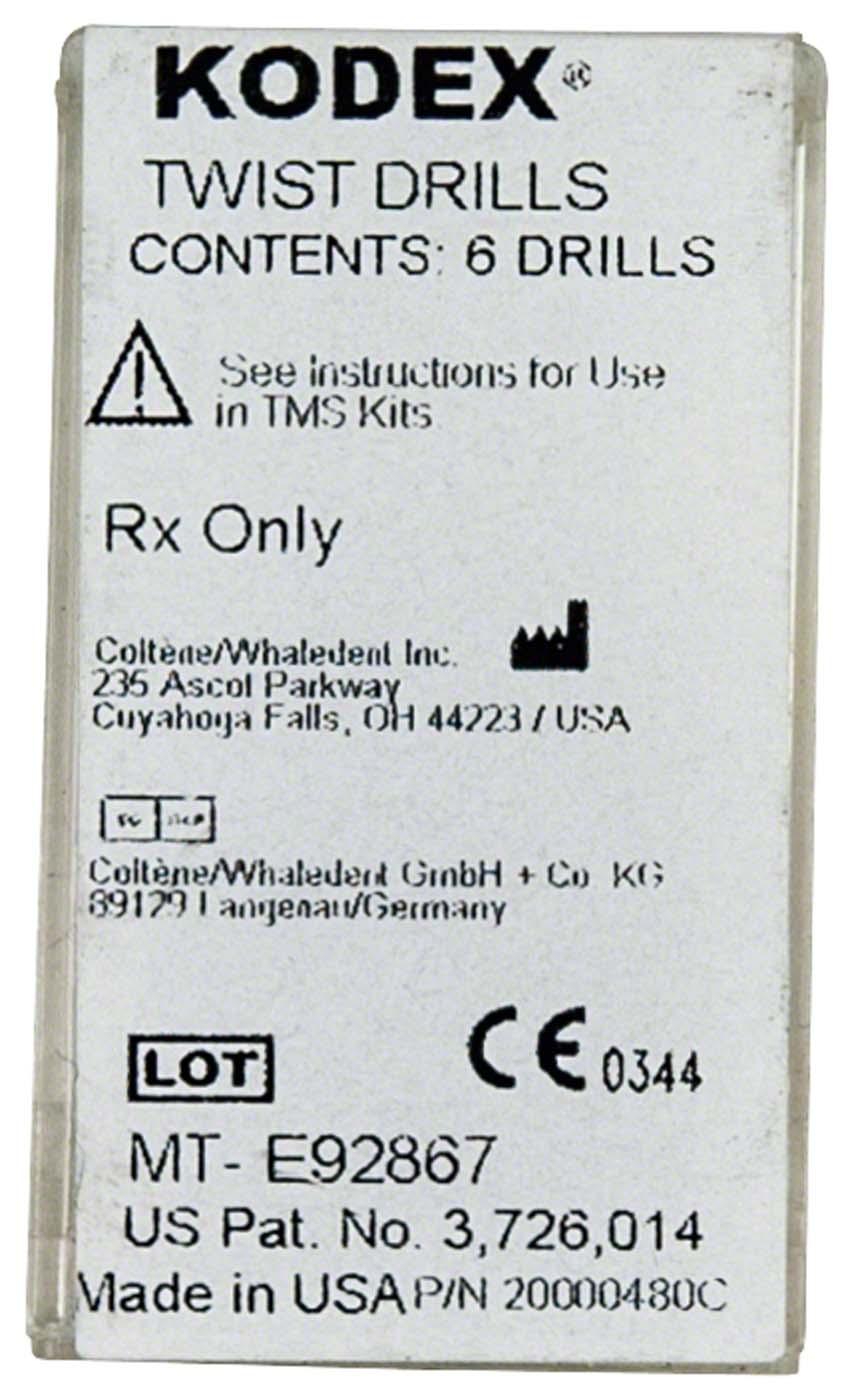 KODEX®
TWIST DRILLS
CONTENTS: 6 DRILLS
See Instructions for Use
in TMS Kits
Rx Only
Coltène/Whaledent Inc.
235 Ascot Parkway
Cuyahoga Falls, OH 44223 / USA
EC REP
Coltène/Whaledent GmbH + Co KG
89129 Langenau/Germany
LOT
CE 0344
MT- E92867
US Pat. No. 3,726,014
Made in USA P/N 20000480C